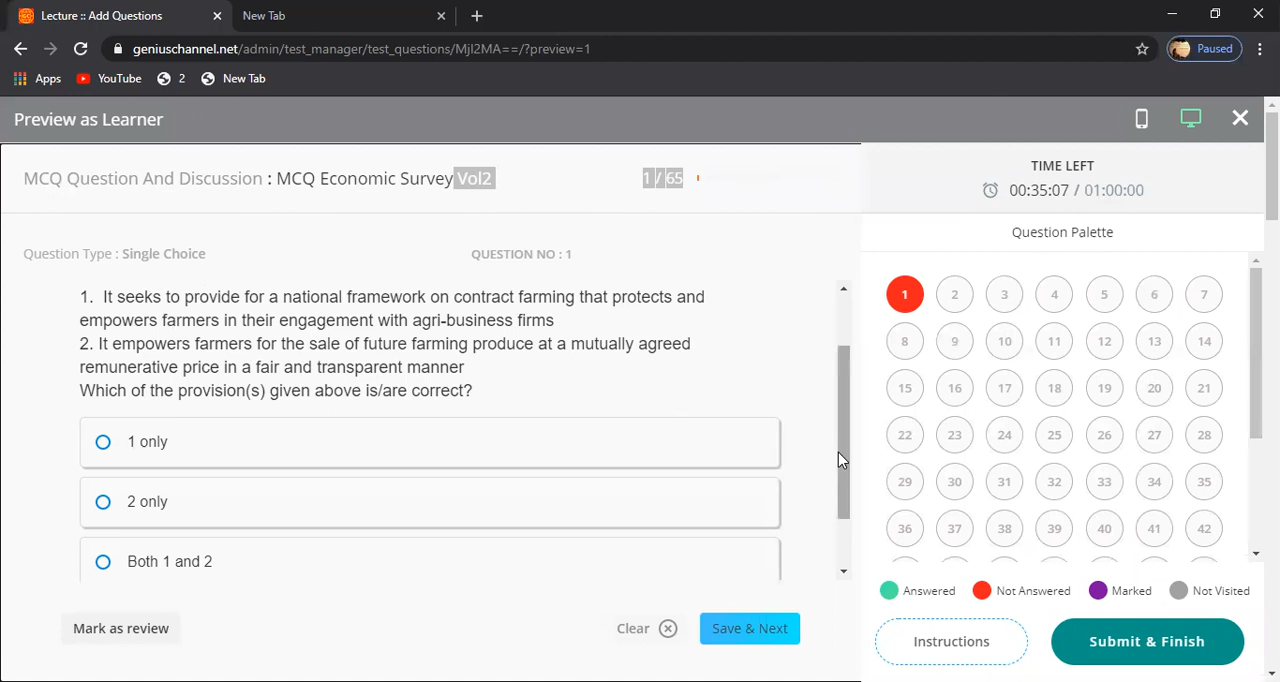 Lecture :: Add Questions
New Tab
geniuschannel.net/admin/test_manager/test_questions/MjI2MA==/?preview=1
Paused
Apps
YouTube
2
New Tab
Preview as Learner
MCQ Question And Discussion : MCQ Economic Survey Vol2
1 / 65
TIME LEFT
00:35:07 / 01:00:00
Question Type : Single Choice
QUESTION NO : 1
Question Palette
1. It seeks to provide for a national framework on contract farming that protects and
empowers farmers in their engagement with agri-business firms
2. It empowers farmers for the sale of future farming produce at a mutually agreed
remunerative price in a fair and transparent manner
Which of the provision(s) given above is/are correct?
1 only
2 only
Both 1 and 2
1 2 3 4 5 6 7
8 9 10 11 12 13 14
15 16 17 18 19 20 21
22 23 24 25 26 27 28
29 30 31 32 33 34 35
36 37 38 39 40 41 42
Answered Not Answered Marked Not Visited
Mark as review
Clear
Save & Next
Instructions
Submit & Finish